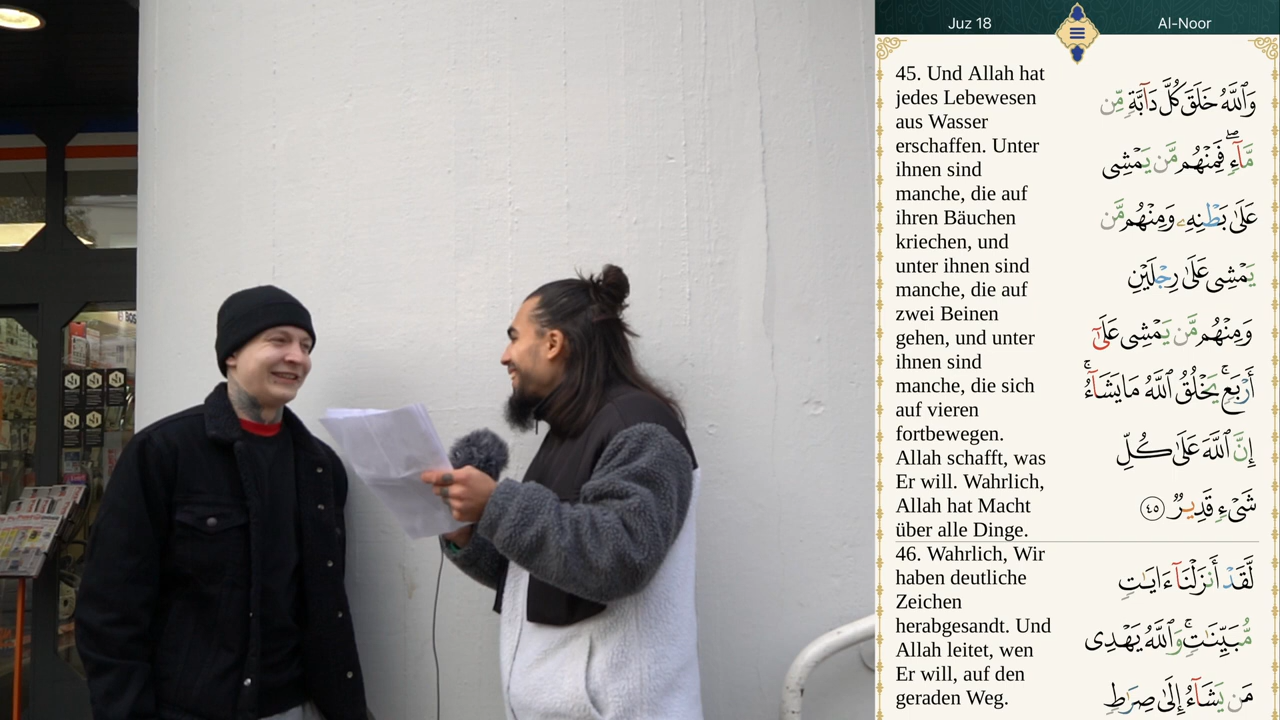 Juz 18
Al-Noor
45. Und Allah hat
jedes Lebewesen
aus Wasser
erschaffen. Unter
ihnen sind
manche, die auf
ihren Bäuchen
kriechen, und
unter ihnen sind
manche, die auf
zwei Beinen
gehen, und unter
ihnen sind
manche, die sich
auf vieren
fortbewegen.
Allah schafft, was
Er will. Wahrlich,
Allah hat Macht
über alle Dinge.
وَٱللَّهُ خَلَقَ كُلَّ دَآبَّةٍ مِّن
مَّآءٍ ۖ فَمِنْهُم مَّن يَمْشِى
عَلَىٰ بَطْنِهِۦ وَمِنْهُم مَّن
يَمْشِى عَلَىٰ رِجْلَيْنِ
وَمِنْهُم مَّن يَمْشِى عَلَىٰٓ
أَرْبَعٍ ۚ يَخْلُقُ ٱللَّهُ مَا يَشَآءُ ۚ
إِنَّ ٱللَّهَ عَلَىٰ كُلِّ
شَىْءٍ قَدِيرٌ ٤٥
46. Wahrlich, Wir
haben deutliche
Zeichen
herabgesandt. Und
Allah leitet, wen
Er will, auf den
geraden Weg.
لَّقَدْ أَنزَلْنَآ ءَايَـٰتٍ
مُّبَيِّنَـٰتٍ ۚ وَٱللَّهُ يَهْدِى
مَن يَشَآءُ إِلَىٰ صِرَٰطٍ